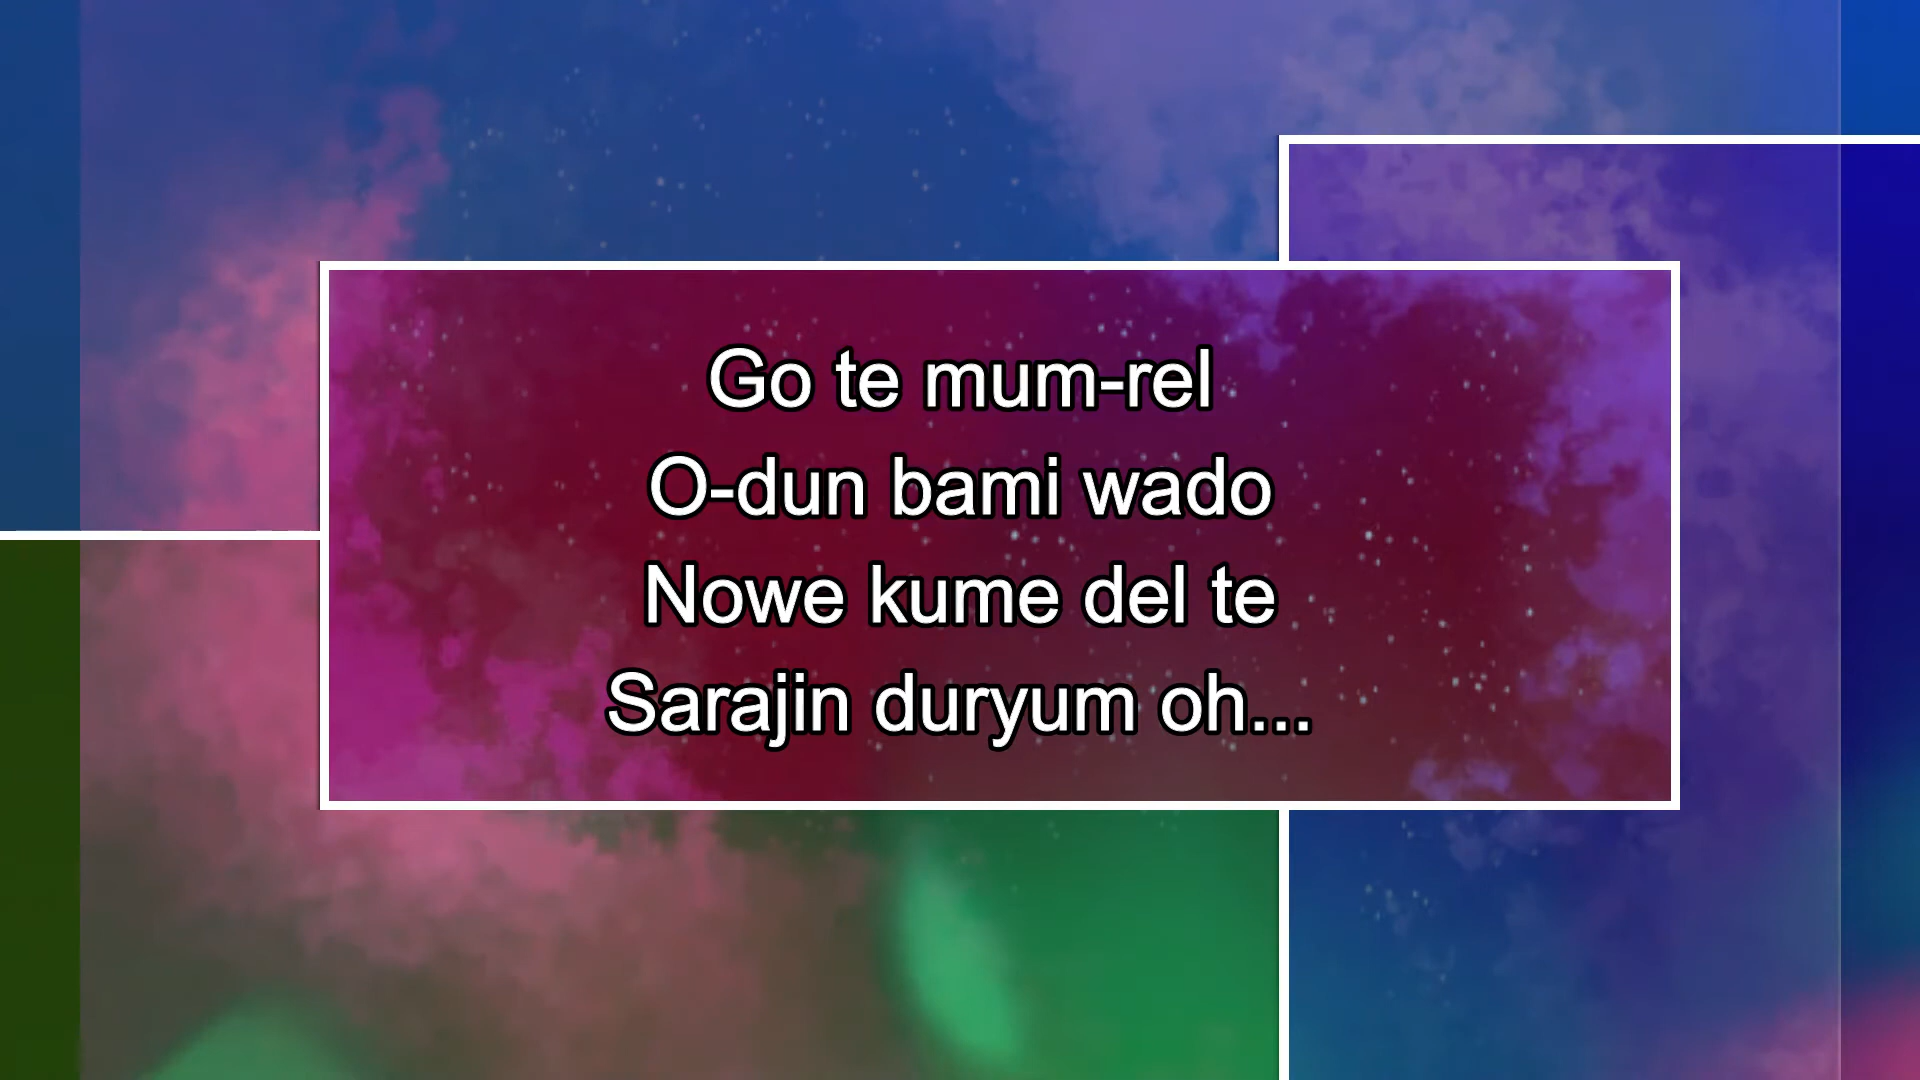 Go te mum-rel
O-dun bami wado
Nowe kume del te
Sarajin duryum oh...